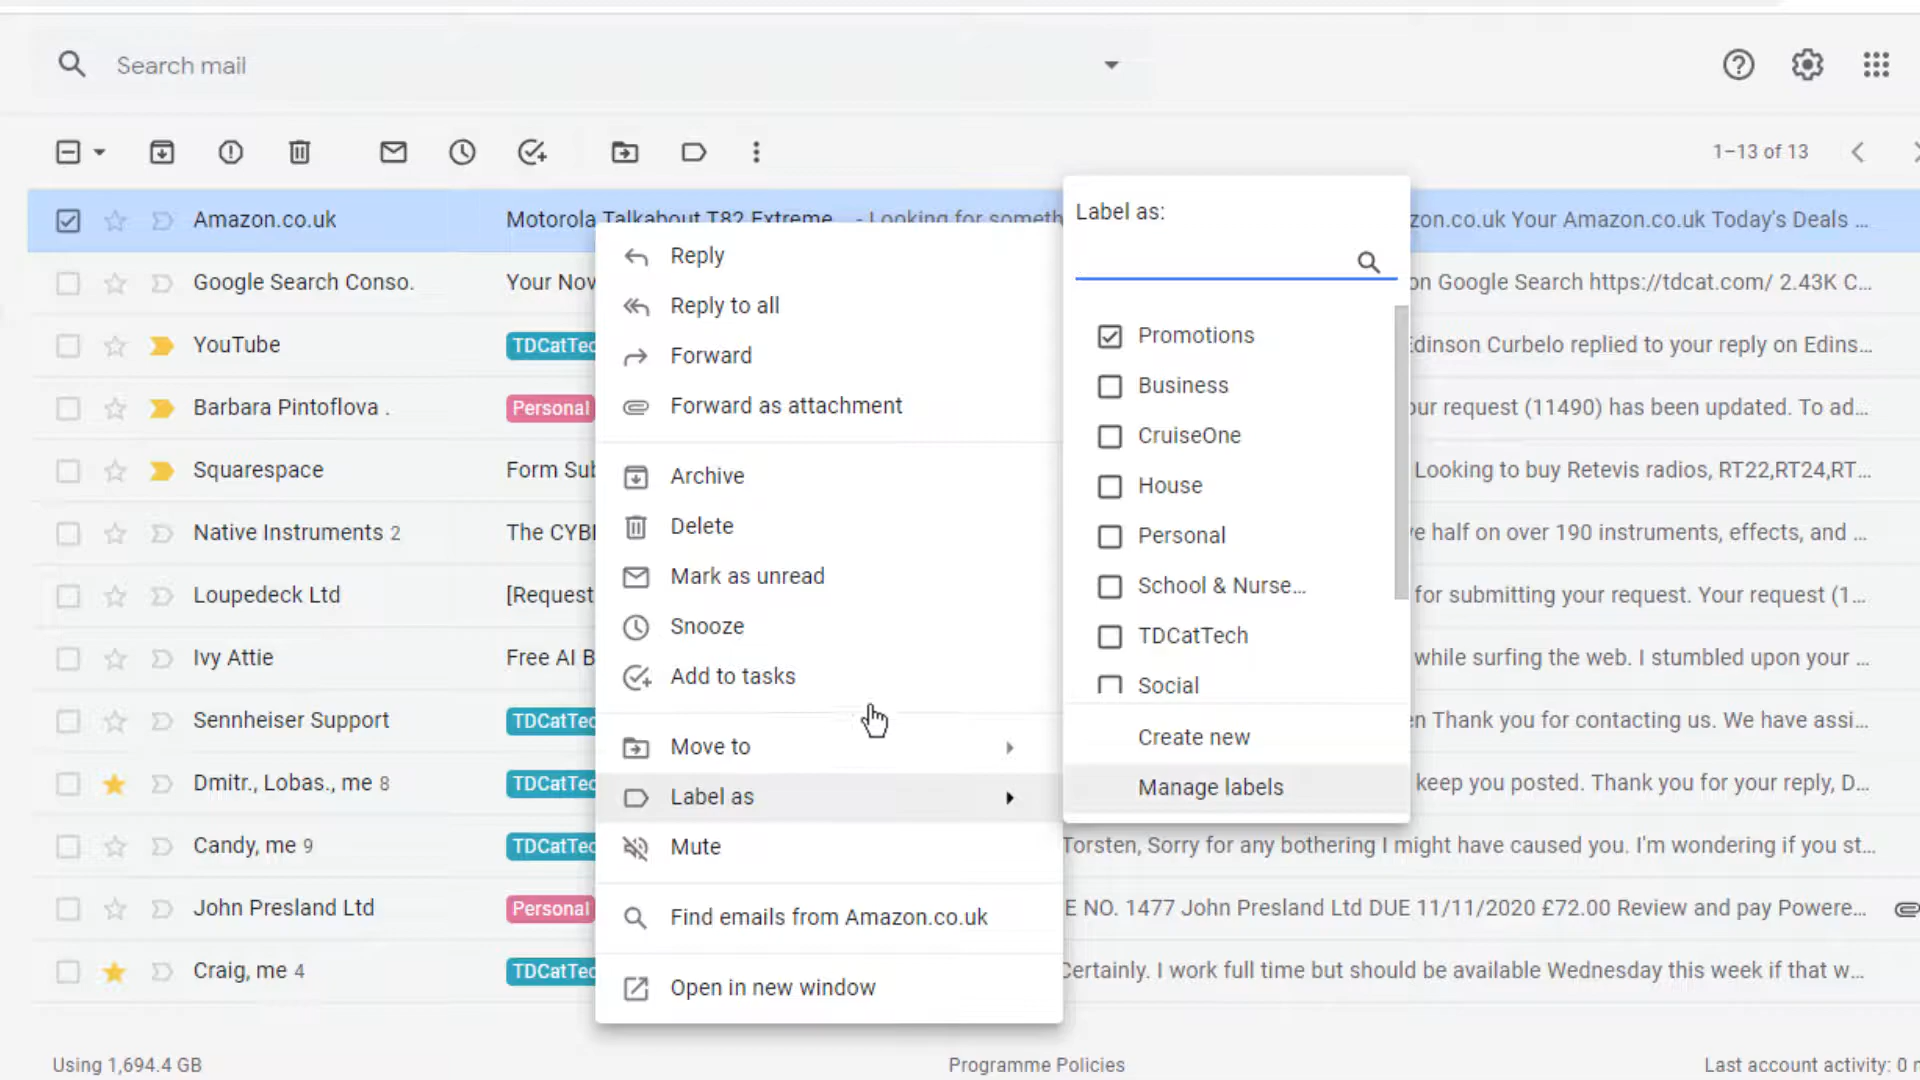 Search mail
1–13 of 13
Amazon.co.uk Motorola Talkabout T82 Extreme - Looking for someth zon.co.uk Your Amazon.co.uk Today's Deals ...
Google Search Conso. Your Nov on Google Search https://tdcat.com/ 2.43K C...
YouTube TDCatTec Edinson Curbelo replied to your reply on Edins...
Barbara Pintoflova . Personal our request (11490) has been updated. To ad...
Squarespace Form Sub Looking to buy Retevis radios, RT22,RT24,RT...
Native Instruments 2 The CYBE ve half on over 190 instruments, effects, and ...
Loupedeck Ltd [Request for submitting your request. Your request (1...
Ivy Attie Free AI B while surfing the web. I stumbled upon your ...
Sennheiser Support TDCatTec en Thank you for contacting us. We have assi...
Dmitr., Lobas., me 8 TDCatTec keep you posted. Thank you for your reply, D...
Candy, me 9 TDCatTec Torsten, Sorry for any bothering I might have caused you. I'm wondering if you st...
John Presland Ltd Personal E NO. 1477 John Presland Ltd DUE 11/11/2020 £72.00 Review and pay Powere...
Craig, me 4 TDCatTec Certainly. I work full time but should be available Wednesday this week if that w...
Reply
Reply to all
Forward
Forward as attachment
Archive
Delete
Mark as unread
Snooze
Add to tasks
Move to
Label as
Mute
Find emails from Amazon.co.uk
Open in new window
Label as:
Promotions
Business
CruiseOne
House
Personal
School & Nurse...
TDCatTech
Social
Create new
Manage labels
Using 1,694.4 GB
Programme Policies
Last account activity: 0